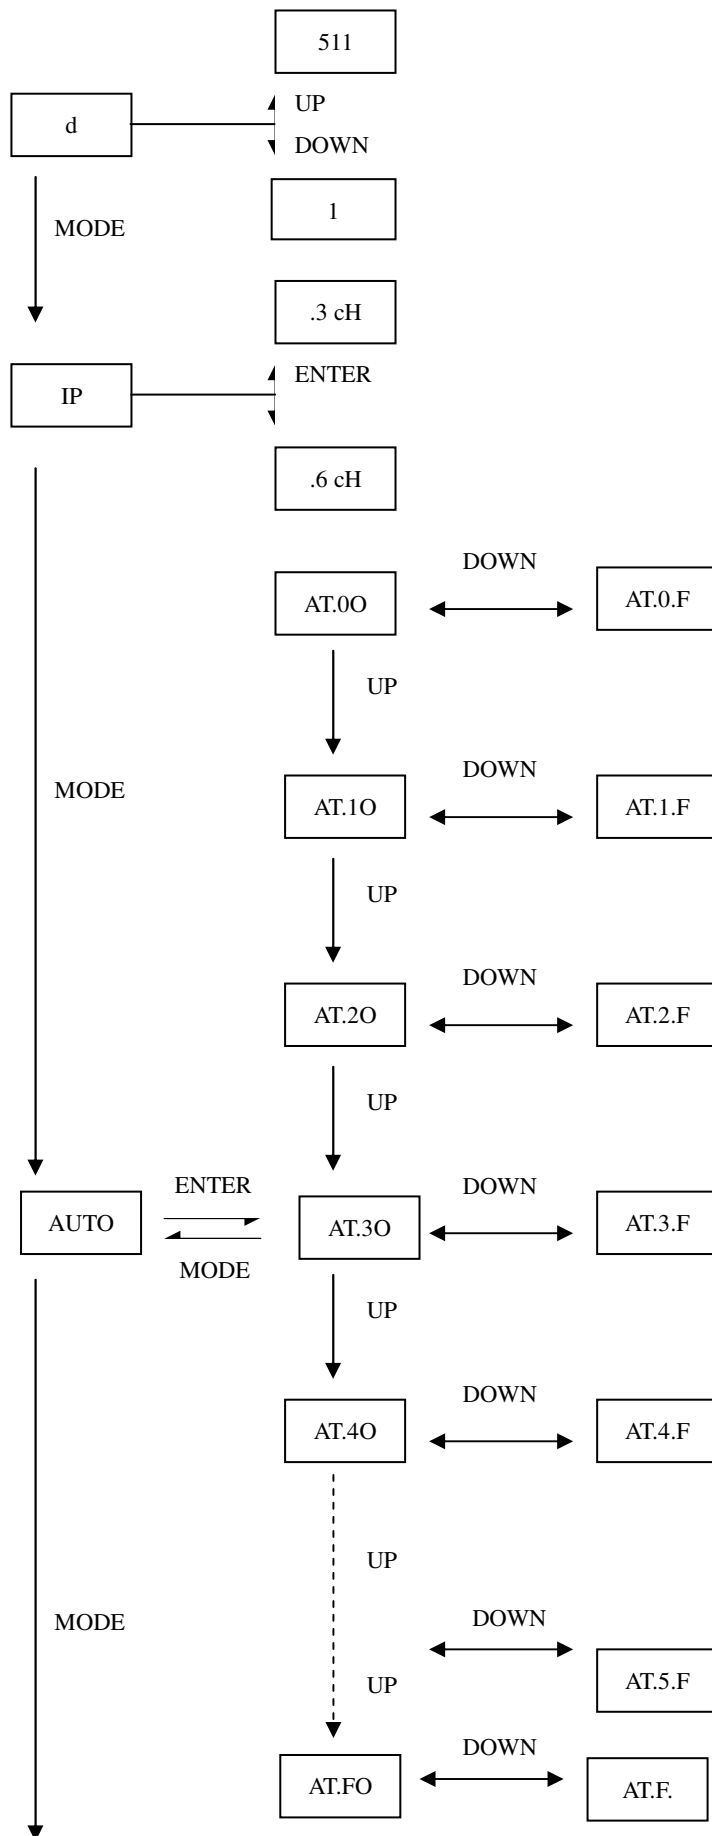 511
d
UP
DOWN
1
MODE
.3 cH
IP
ENTER
.6 cH
AT.0O
DOWN
AT.0.F
UP
MODE
AT.1O
DOWN
AT.1.F
UP
AT.2O
DOWN
AT.2.F
UP
AUTO
ENTER
MODE
AT.3O
DOWN
AT.3.F
UP
AT.4O
DOWN
AT.4.F
UP
MODE
DOWN
AT.5.F
UP
AT.FO
DOWN
AT.F.